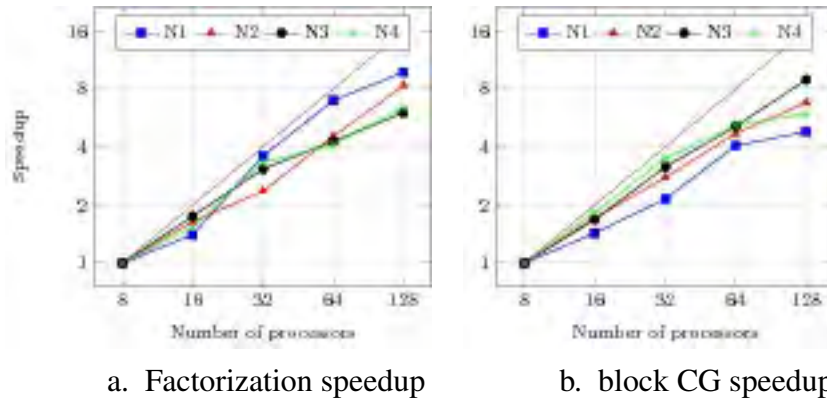 16
N1 N2 N3 N4
8
4
2
1
Speedup
8 16 32 64 128
Number of processors
a. Factorization speedup
16
N1 N2 N3 N4
8
4
2
1
8 16 32 64 128
Number of processors
b. block CG speedup